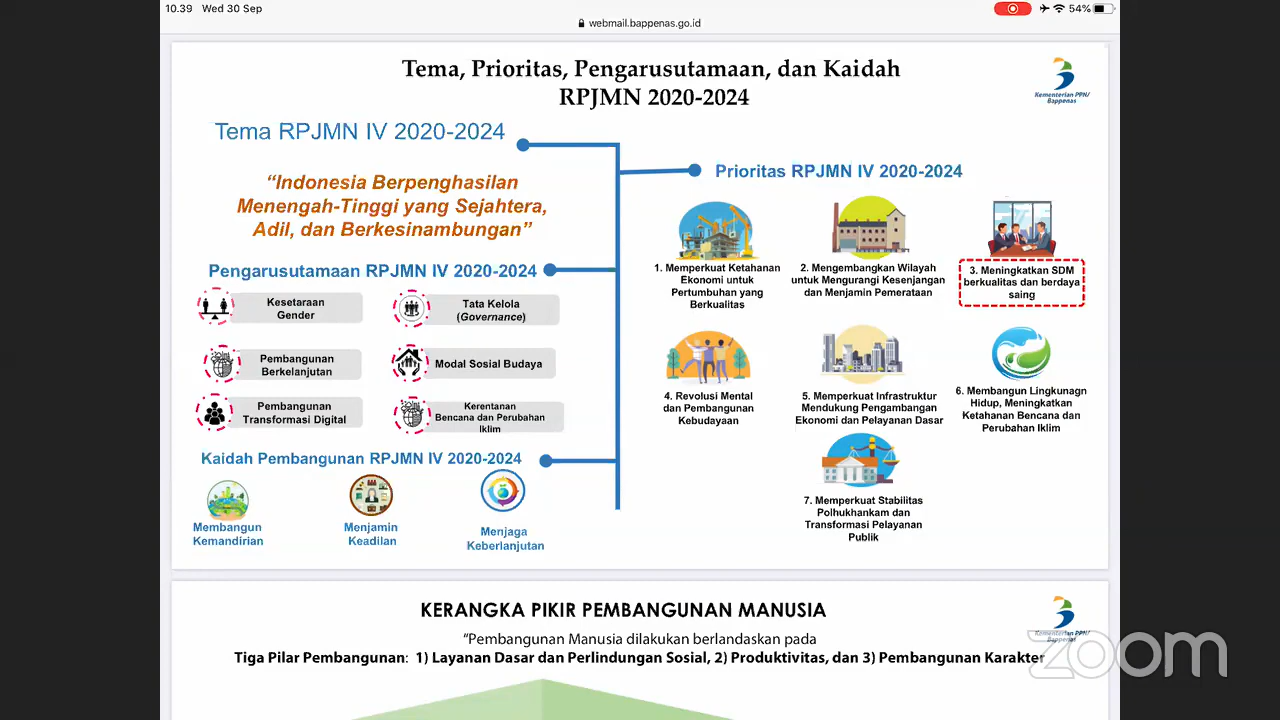 10.39 Wed 30 Sep
54%
webmail.bappenas.go.id
Tema, Prioritas, Pengarusutamaan, dan Kaidah
RPJMN 2020-2024
Kementerian PPN/
Bappenas
Tema RPJMN IV 2020-2024
“Indonesia Berpenghasilan
Menengah-Tinggi yang Sejahtera,
Adil, dan Berkesinambungan”
Pengarusutamaan RPJMN IV 2020-2024
Kesetaraan
Gender
Tata Kelola
(Governance)
Pembangunan
Berkelanjutan
Modal Sosial Budaya
Pembangunan
Transformasi Digital
Kerentanan
Bencana dan Perubahan
Iklim
Kaidah Pembangunan RPJMN IV 2020-2024
Membangun
Kemandirian
Menjamin
Keadilan
Menjaga
Keberlanjutan
Prioritas RPJMN IV 2020-2024
1. Memperkuat Ketahanan
Ekonomi untuk
Pertumbuhan yang
Berkualitas
2. Mengembangkan Wilayah
untuk Mengurangi Kesenjangan
dan Menjamin Pemerataan
3. Meningkatkan SDM
berkualitas dan berdaya
saing
4. Revolusi Mental
dan Pembangunan
Kebudayaan
5. Memperkuat Infrastruktur
Mendukung Pengambangan
Ekonomi dan Pelayanan Dasar
6. Membangun Lingkunagn
Hidup, Meningkatkan
Ketahanan Bencana dan
Perubahan Iklim
7. Memperkuat Stabilitas
Polhukhankam dan
Transformasi Pelayanan
Publik
KERANGKA PIKIR PEMBANGUNAN MANUSIA
Kementerian PPN/
Bappenas
“Pembangunan Manusia dilakukan berlandaskan pada
Tiga Pilar Pembangunan: 1) Layanan Dasar dan Perlindungan Sosial, 2) Produktivitas, dan 3) Pembangunan Karakter
zoom